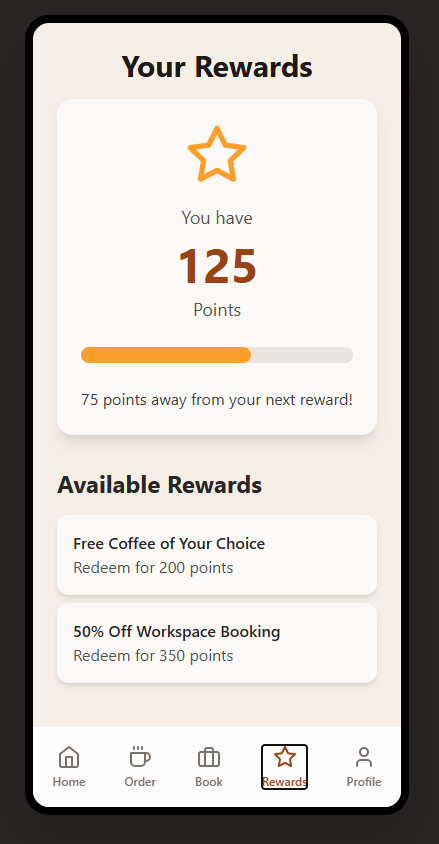 Your Rewards
You have
125
Points
75 points away from your next reward!
Available Rewards
Free Coffee of Your Choice
Redeem for 200 points
50% Off Workspace Booking
Redeem for 350 points
Home Order Book Rewards Profile